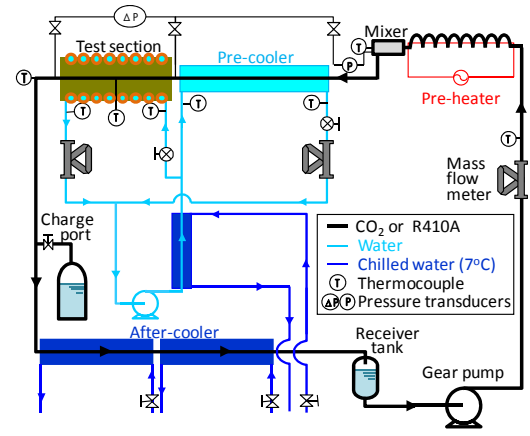 ΔP
Test section
Pre-cooler
T
Mixer
P
T
T
T
T
T
T
Pre-heater
T
Mass
flow
meter
Charge
port
CO₂ or R410A
Water
Chilled water (7°C)
T Thermocouple
ΔP P Pressure transducers
After-cooler
Receiver
tank
Gear pump